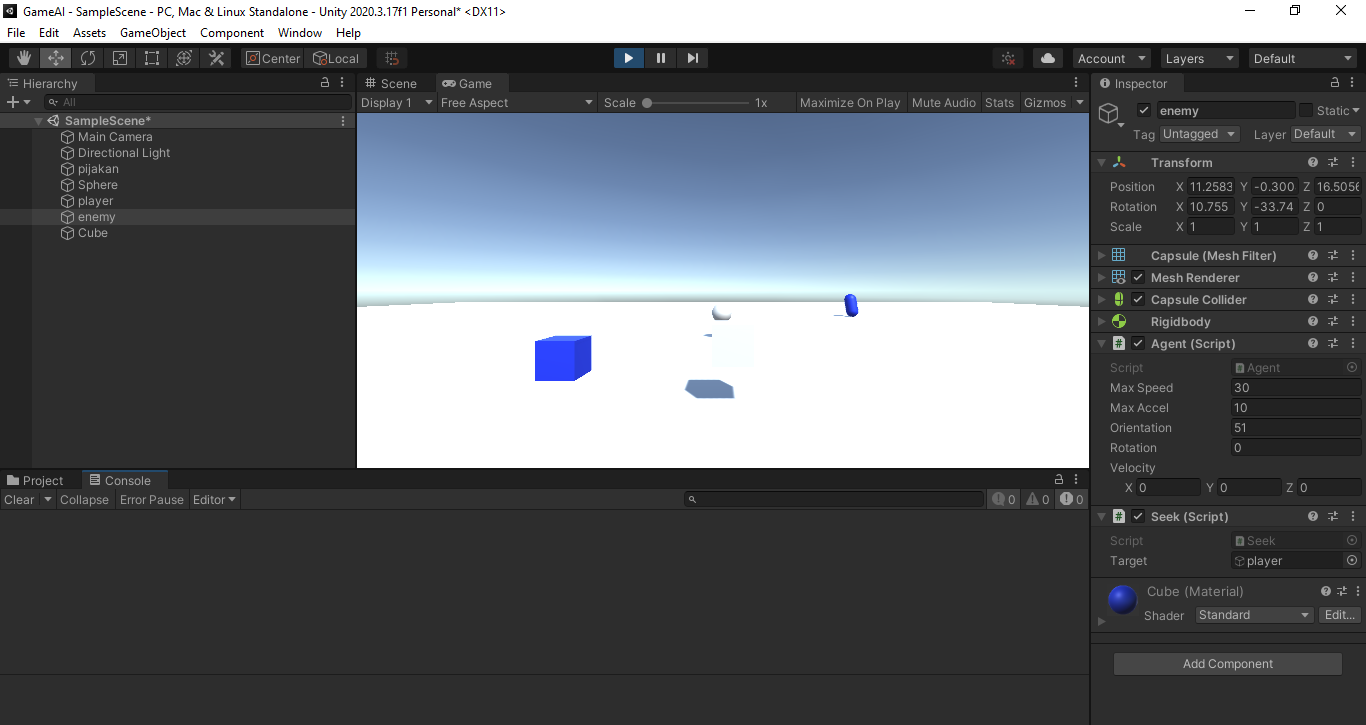 GameAI - SampleScene - PC, Mac & Linux Standalone - Unity 2020.3.17f1 Personal* <DX11>
File Edit Assets GameObject Component Window Help
Center Local Account Layers Default
Hierarchy
All
SampleScene*
Main Camera
Directional Light
pijakan
Sphere
player
enemy
Cube
Scene Game
Display 1 Free Aspect Scale 1x Maximize On Play Mute Audio Stats Gizmos
Inspector
enemy Static
Tag Untagged Layer Default
Transform
Position X 11.2583 Y -0.300 Z 16.5056
Rotation X 10.755 Y -33.74 Z 0
Scale X 1 Y 1 Z 1
Capsule (Mesh Filter)
Mesh Renderer
Capsule Collider
Rigidbody
Agent (Script)
Script Agent
Max Speed 30
Max Accel 10
Orientation 51
Rotation 0
Velocity
X 0 Y 0 Z 0
Seek (Script)
Script Seek
Target player
Cube (Material)
Shader Standard Edit...
Add Component
Project Console
Clear Collapse Error Pause Editor 0 0 0